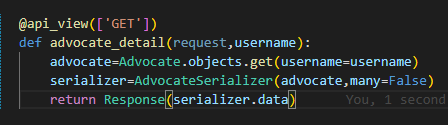 @api_view(['GET'])
def advocate_detail(request,username):
    advocate=Advocate.objects.get(username=username)
    serializer=AdvocateSerializer(advocate,many=False)
    return Response(serializer.data)    You, 1 second